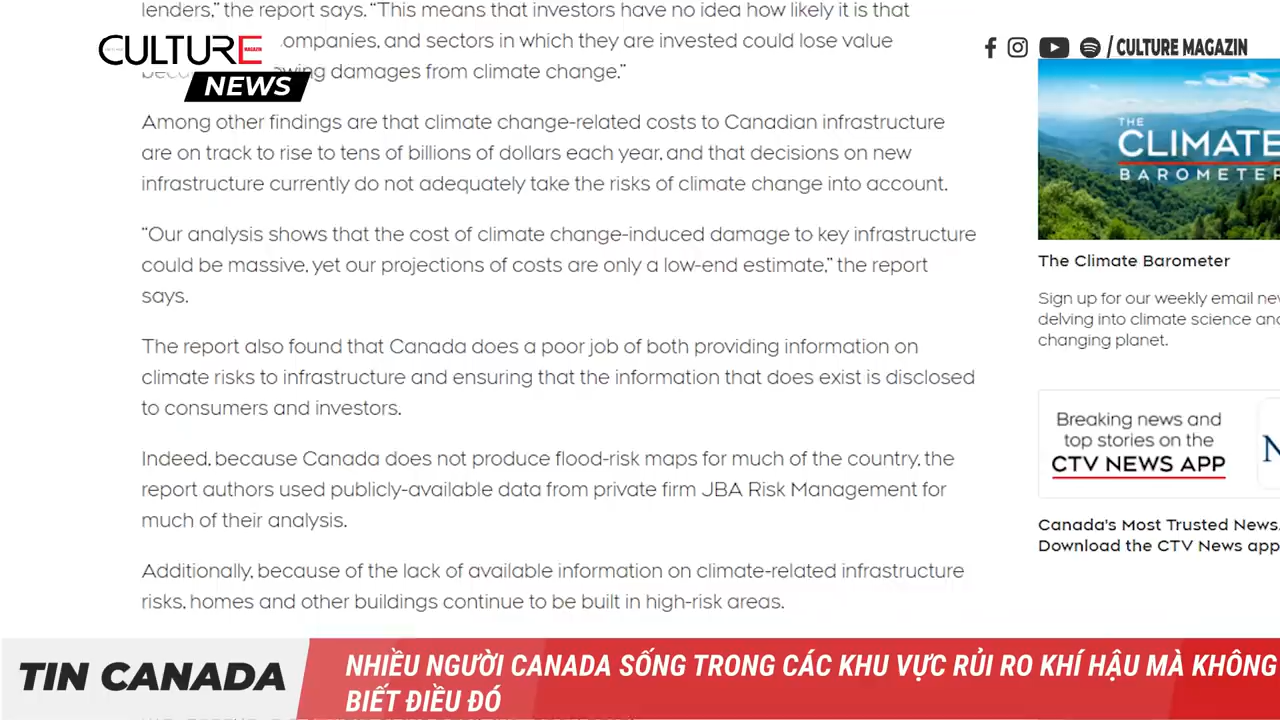 lenders,” the report says. “This means that investors have no idea how likely it is that
companies, and sectors in which they are invested could lose value
damages from climate change.”
CULTURE
MAGAZIN
NEWS
/ CULTURE MAGAZIN
Among other findings are that climate change-related costs to Canadian infrastructure
are on track to rise to tens of billions of dollars each year, and that decisions on new
infrastructure currently do not adequately take the risks of climate change into account.
“Our analysis shows that the cost of climate change-induced damage to key infrastructure
could be massive, yet our projections of costs are only a low-end estimate,” the report
says.
The report also found that Canada does a poor job of both providing information on
climate risks to infrastructure and ensuring that the information that does exist is disclosed
to consumers and investors.
Indeed, because Canada does not produce flood-risk maps for much of the country, the
report authors used publicly-available data from private firm JBA Risk Management for
much of their analysis.
Additionally, because of the lack of available information on climate-related infrastructure
risks, homes and other buildings continue to be built in high-risk areas.
THE
CLIMATE
BAROMETER
The Climate Barometer
Sign up for our weekly email
delving into climate science
changing planet.
Breaking news and
top stories on the
CTV NEWS APP
N
Canada's Most Trusted News.
Download the CTV News app
TIN CANADA
NHIỀU NGƯỜI CANADA SỐNG TRONG CÁC KHU VỰC RỦI RO KHÍ HẬU MÀ KHÔNG
BIẾT ĐIỀU ĐÓ